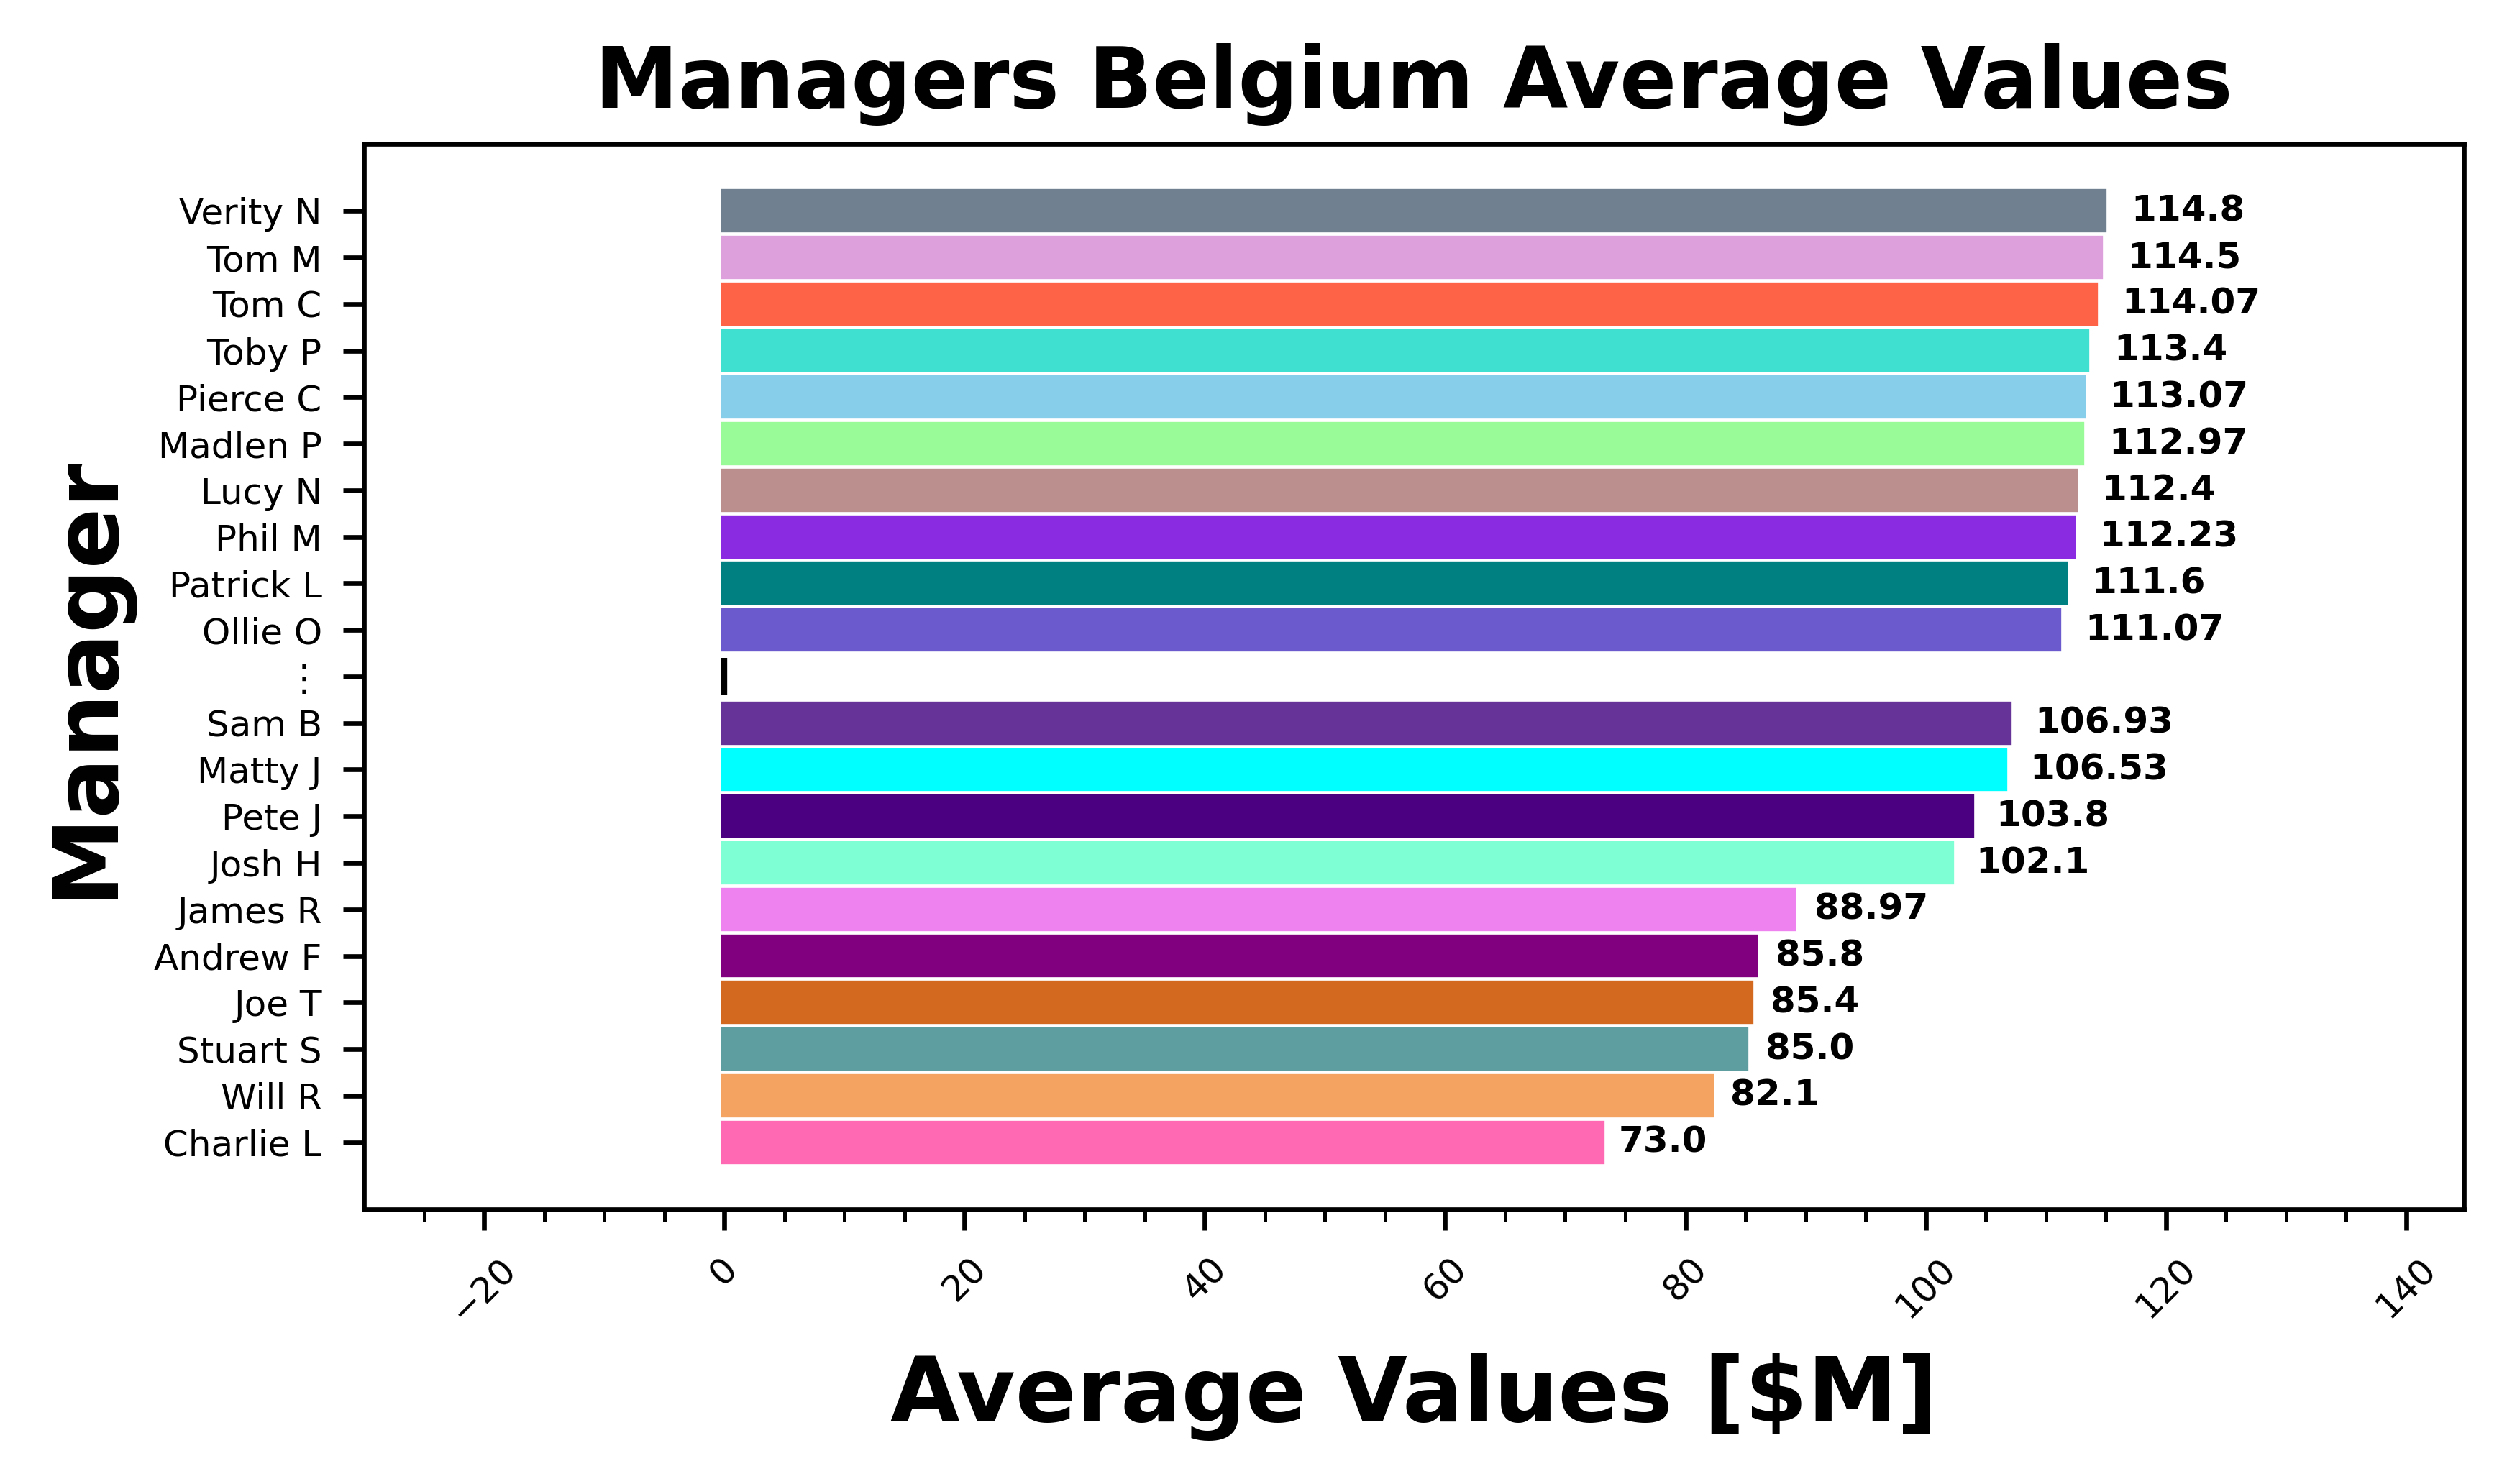 Managers Belgium Average Values
Manager
Verity N 114.8
Tom M 114.5
Tom C 114.07
Toby P 113.4
Pierce C 113.07
Madlen P 112.97
Lucy N 112.4
Phil M 112.23
Patrick L 111.6
Ollie O 111.07
⋮
Sam B 106.93
Matty J 106.53
Pete J 103.8
Josh H 102.1
James R 88.97
Andrew F 85.8
Joe T 85.4
Stuart S 85.0
Will R 82.1
Charlie L 73.0
−20 0 20 40 60 80 100 120 140
Average Values [$M]